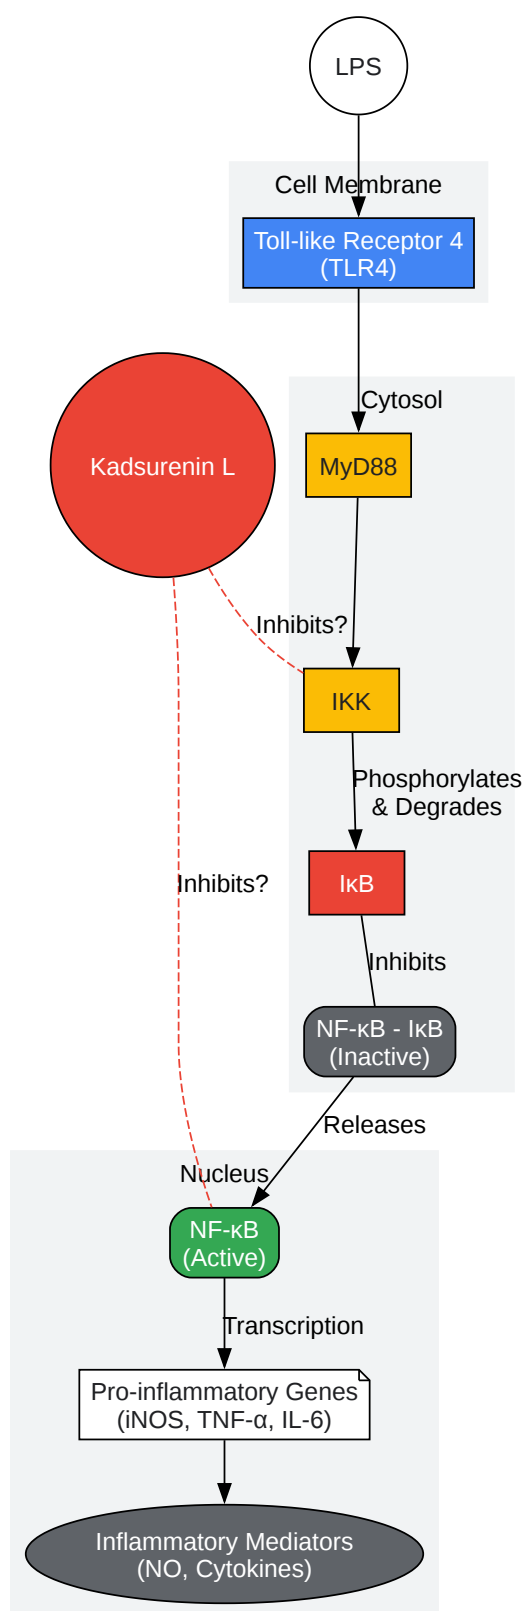 LPS
Cell Membrane
Toll-like Receptor 4
(TLR4)
Cytosol
MyD88
Kadsurenin L
Inhibits?
IKK
Phosphorylates
& Degrades
IκB
Inhibits?
Inhibits
NF-κB - IκB
(Inactive)
Releases
Nucleus
NF-κB
(Active)
Transcription
Pro-inflammatory Genes
(iNOS, TNF-α, IL-6)
Inflammatory Mediators
(NO, Cytokines)